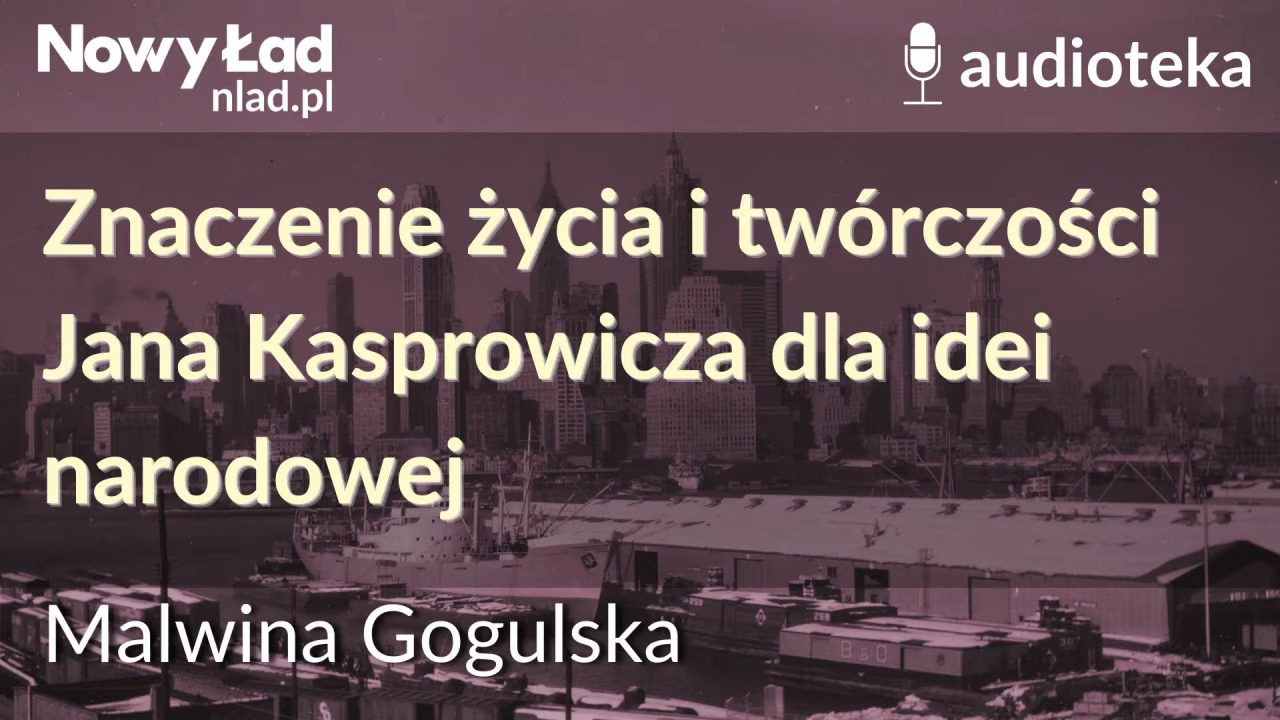 Nowy Ład
nlad.pl
audioteka
Znaczenie życia i twórczości
Jana Kasprowicza dla idei
narodowej
Malwina Gogulska
B & O